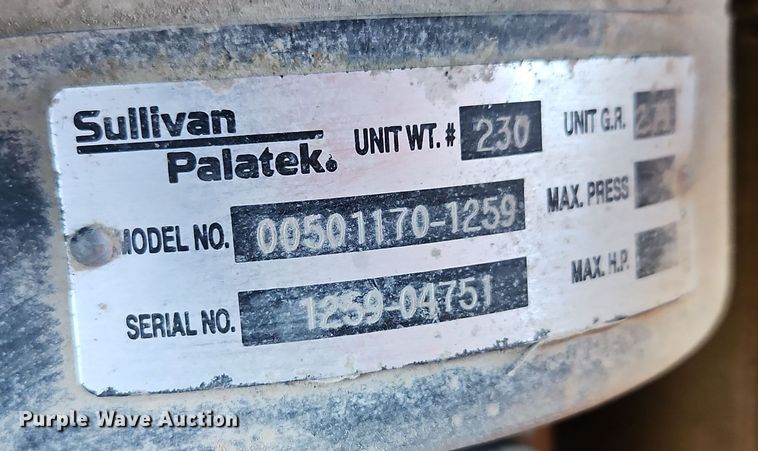 Sullivan
Palatek.
UNIT WT. # 230
UNIT G.R.
MODEL NO. 00501170-1259
MAX. PRESS
SERIAL NO. 1259-04751
MAX. H.P.
Purple Wave Auction